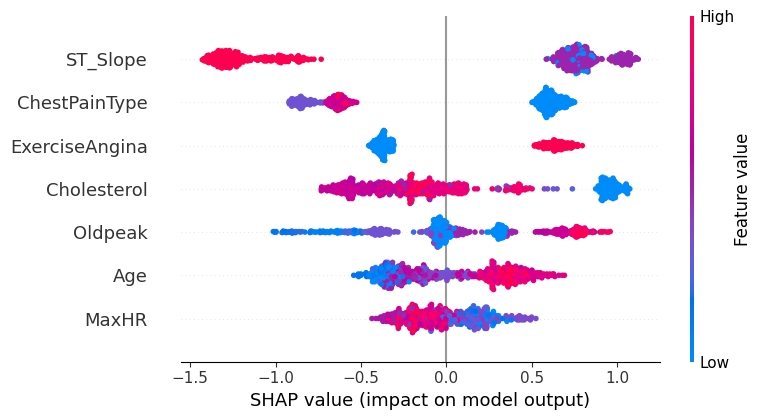 High
ST_Slope
ChestPainType
ExerciseAngina
Cholesterol
Oldpeak
Age
MaxHR
Feature value
Low
−1.5 −1.0 −0.5 0.0 0.5 1.0
SHAP value (impact on model output)